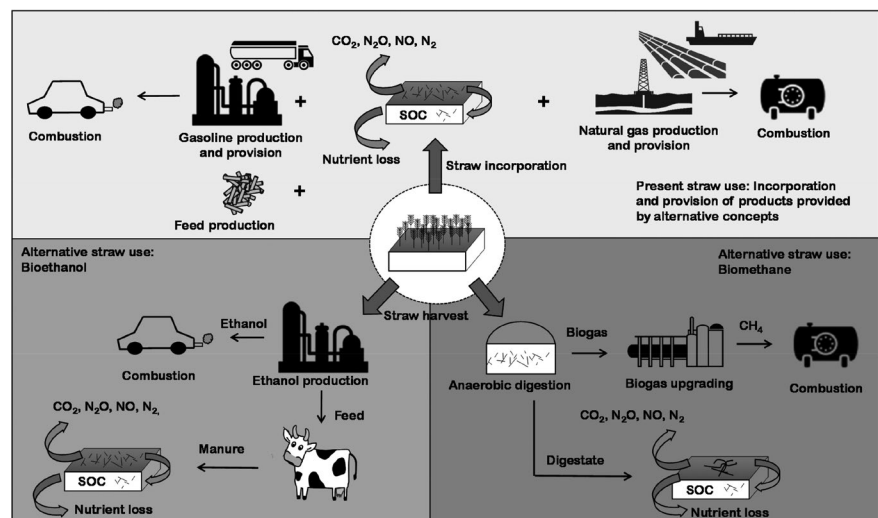 CO₂, N₂O, NO, N₂
SOC
Nutrient loss
Combustion
Gasoline production
and provision
+
+
Natural gas production
and provision
Combustion
Straw incorporation
Feed production
+
Present straw use: Incorporation
and provision of products provided
by alternative concepts
Alternative straw use:
Bioethanol
Alternative straw use:
Biomethane
Straw harvest
Ethanol
Combustion
Ethanol production
Feed
CO₂, N₂O, NO, N₂,
Manure
SOC
Nutrient loss
Biogas
CH₄
Anaerobic digestion
Biogas upgrading
Combustion
CO₂, N₂O, NO, N₂
Digestate
SOC
Nutrient loss